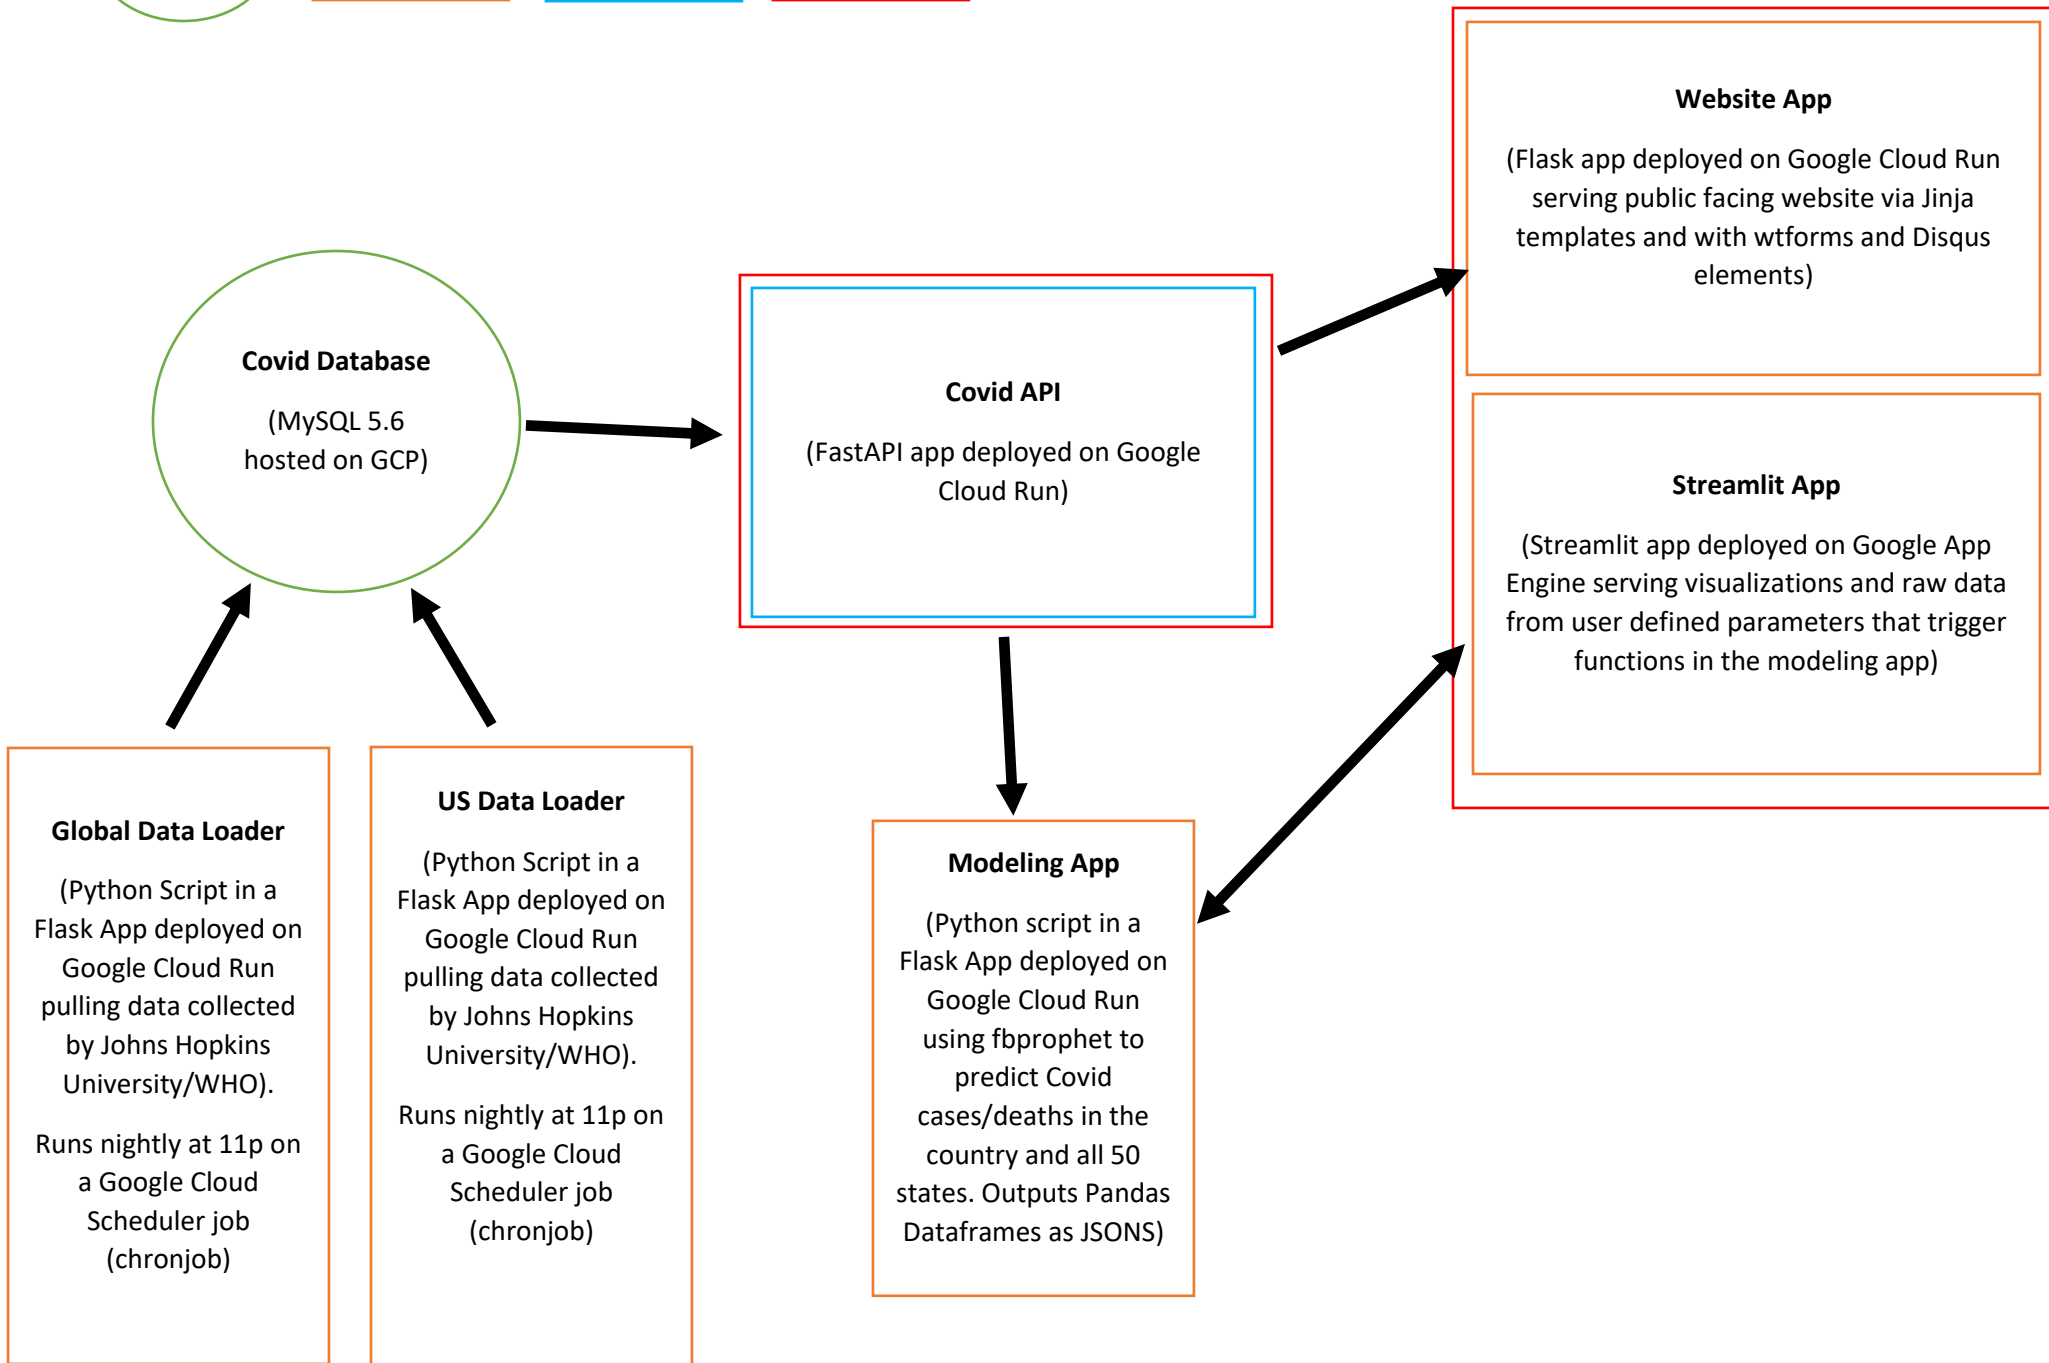 Website App
(Flask app deployed on Google Cloud Run
serving public facing website via Jinja
templates and with wtforms and Disqus
elements)
Covid Database
(MySQL 5.6
hosted on GCP)
Covid API
(FastAPI app deployed on Google
Cloud Run)
Streamlit App
(Streamlit app deployed on Google App
Engine serving visualizations and raw data
from user defined parameters that trigger
functions in the modeling app)
Global Data Loader
(Python Script in a
Flask App deployed on
Google Cloud Run
pulling data collected
by Johns Hopkins
University/WHO).
Runs nightly at 11p on
a Google Cloud
Scheduler job
(chronjob)
US Data Loader
(Python Script in a
Flask App deployed on
Google Cloud Run
pulling data collected
by Johns Hopkins
University/WHO).
Runs nightly at 11p on
a Google Cloud
Scheduler job
(chronjob)
Modeling App
(Python script in a
Flask App deployed on
Google Cloud Run
using fbprophet to
predict Covid
cases/deaths in the
country and all 50
states. Outputs Pandas
Dataframes as JSONS)